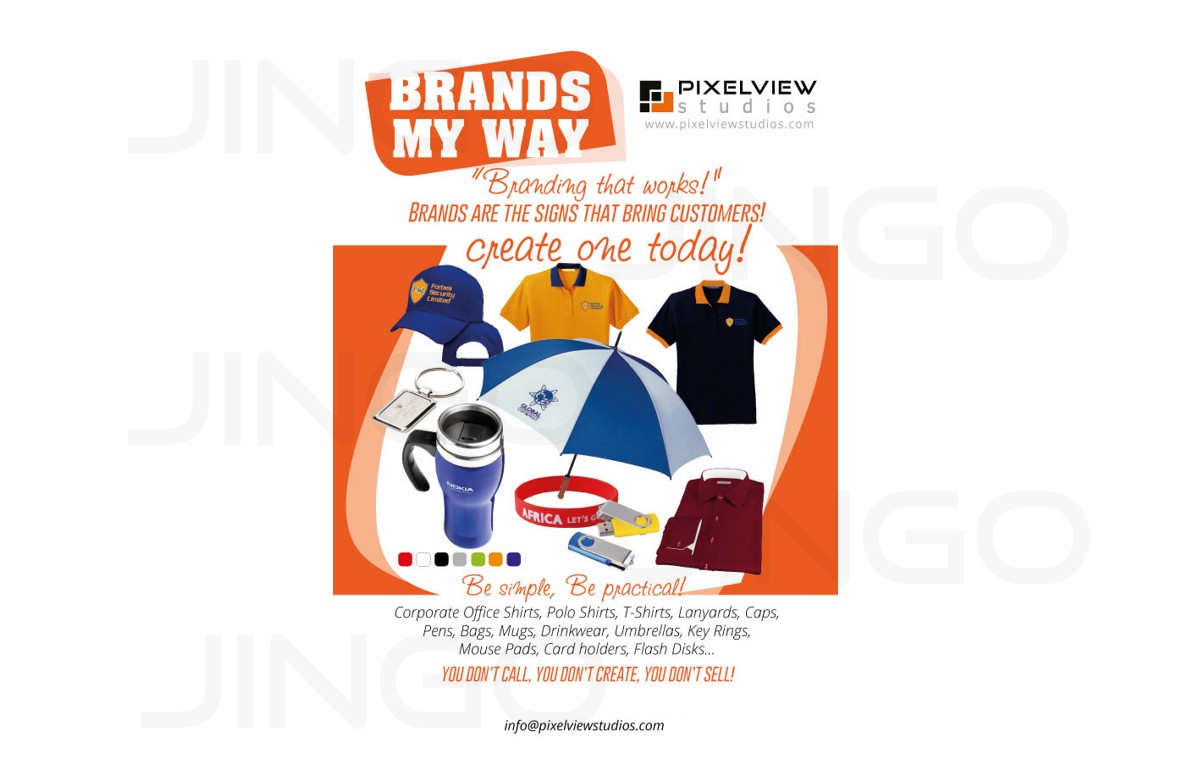 BRANDS
MY WAY
PIXELVIEW
studios
www.pixelviewstudios.com
"Branding that works!"
BRANDS ARE THE SIGNS THAT BRING CUSTOMERS!
create one today!
Forbes
Security
Limited
GLOBAL
NOKIA
AFRICA LET'S G
Be simple, Be practical!
Corporate Office Shirts, Polo Shirts, T-Shirts, Lanyards, Caps,
Pens, Bags, Mugs, Drinkwear, Umbrellas, Key Rings,
Mouse Pads, Card holders, Flash Disks...
YOU DON'T CALL, YOU DON'T CREATE, YOU DON'T SELL!
info@pixelviewstudios.com
JINGO
JINGO
JINGO
JINGO
JINGO